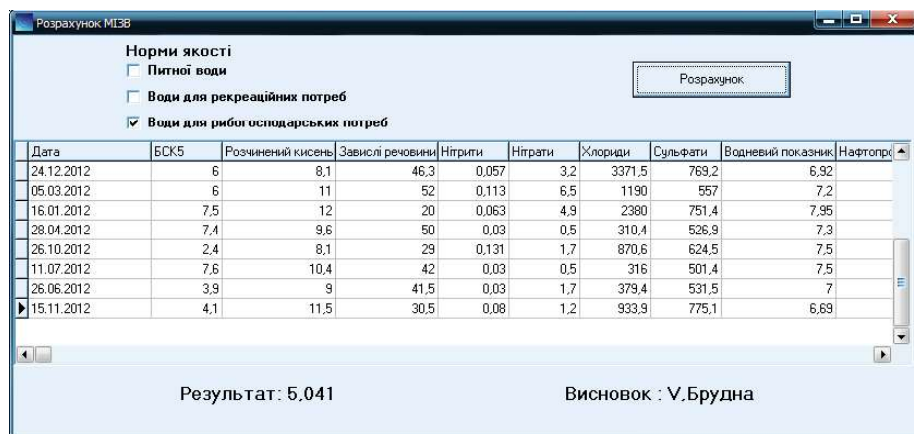 Розрахунок МІЗВ
Норми якості
Питної води
Води для рекреаційних потреб
Води для рибогосподарських потреб
Розрахунок
Дата БСК5 Розчинений кисень Завислі речовини Нітрити Нітрати Хлориди Сульфати Водневий показник Нафтопро
24.12.2012 6 8,1 46,3 0,057 3,2 3371,5 769,2 6,92
05.03.2012 6 11 52 0,113 6,5 1190 557 7,2
16.01.2012 7,5 12 20 0,063 4,9 2380 751,4 7,95
28.04.2012 7,4 9,6 50 0,03 0,5 310,4 526,9 7,3
26.10.2012 2,4 8,1 29 0,131 1,7 870,6 624,5 7,5
11.07.2012 7,6 10,4 42 0,03 0,5 316 501,4 7,5
26.06.2012 3,9 9 41,5 0,03 1,7 379,4 531,5 7
15.11.2012 4,1 11,5 30,5 0,08 1,2 933,9 775,1 6,69
Результат: 5,041
Висновок : V,Брудна